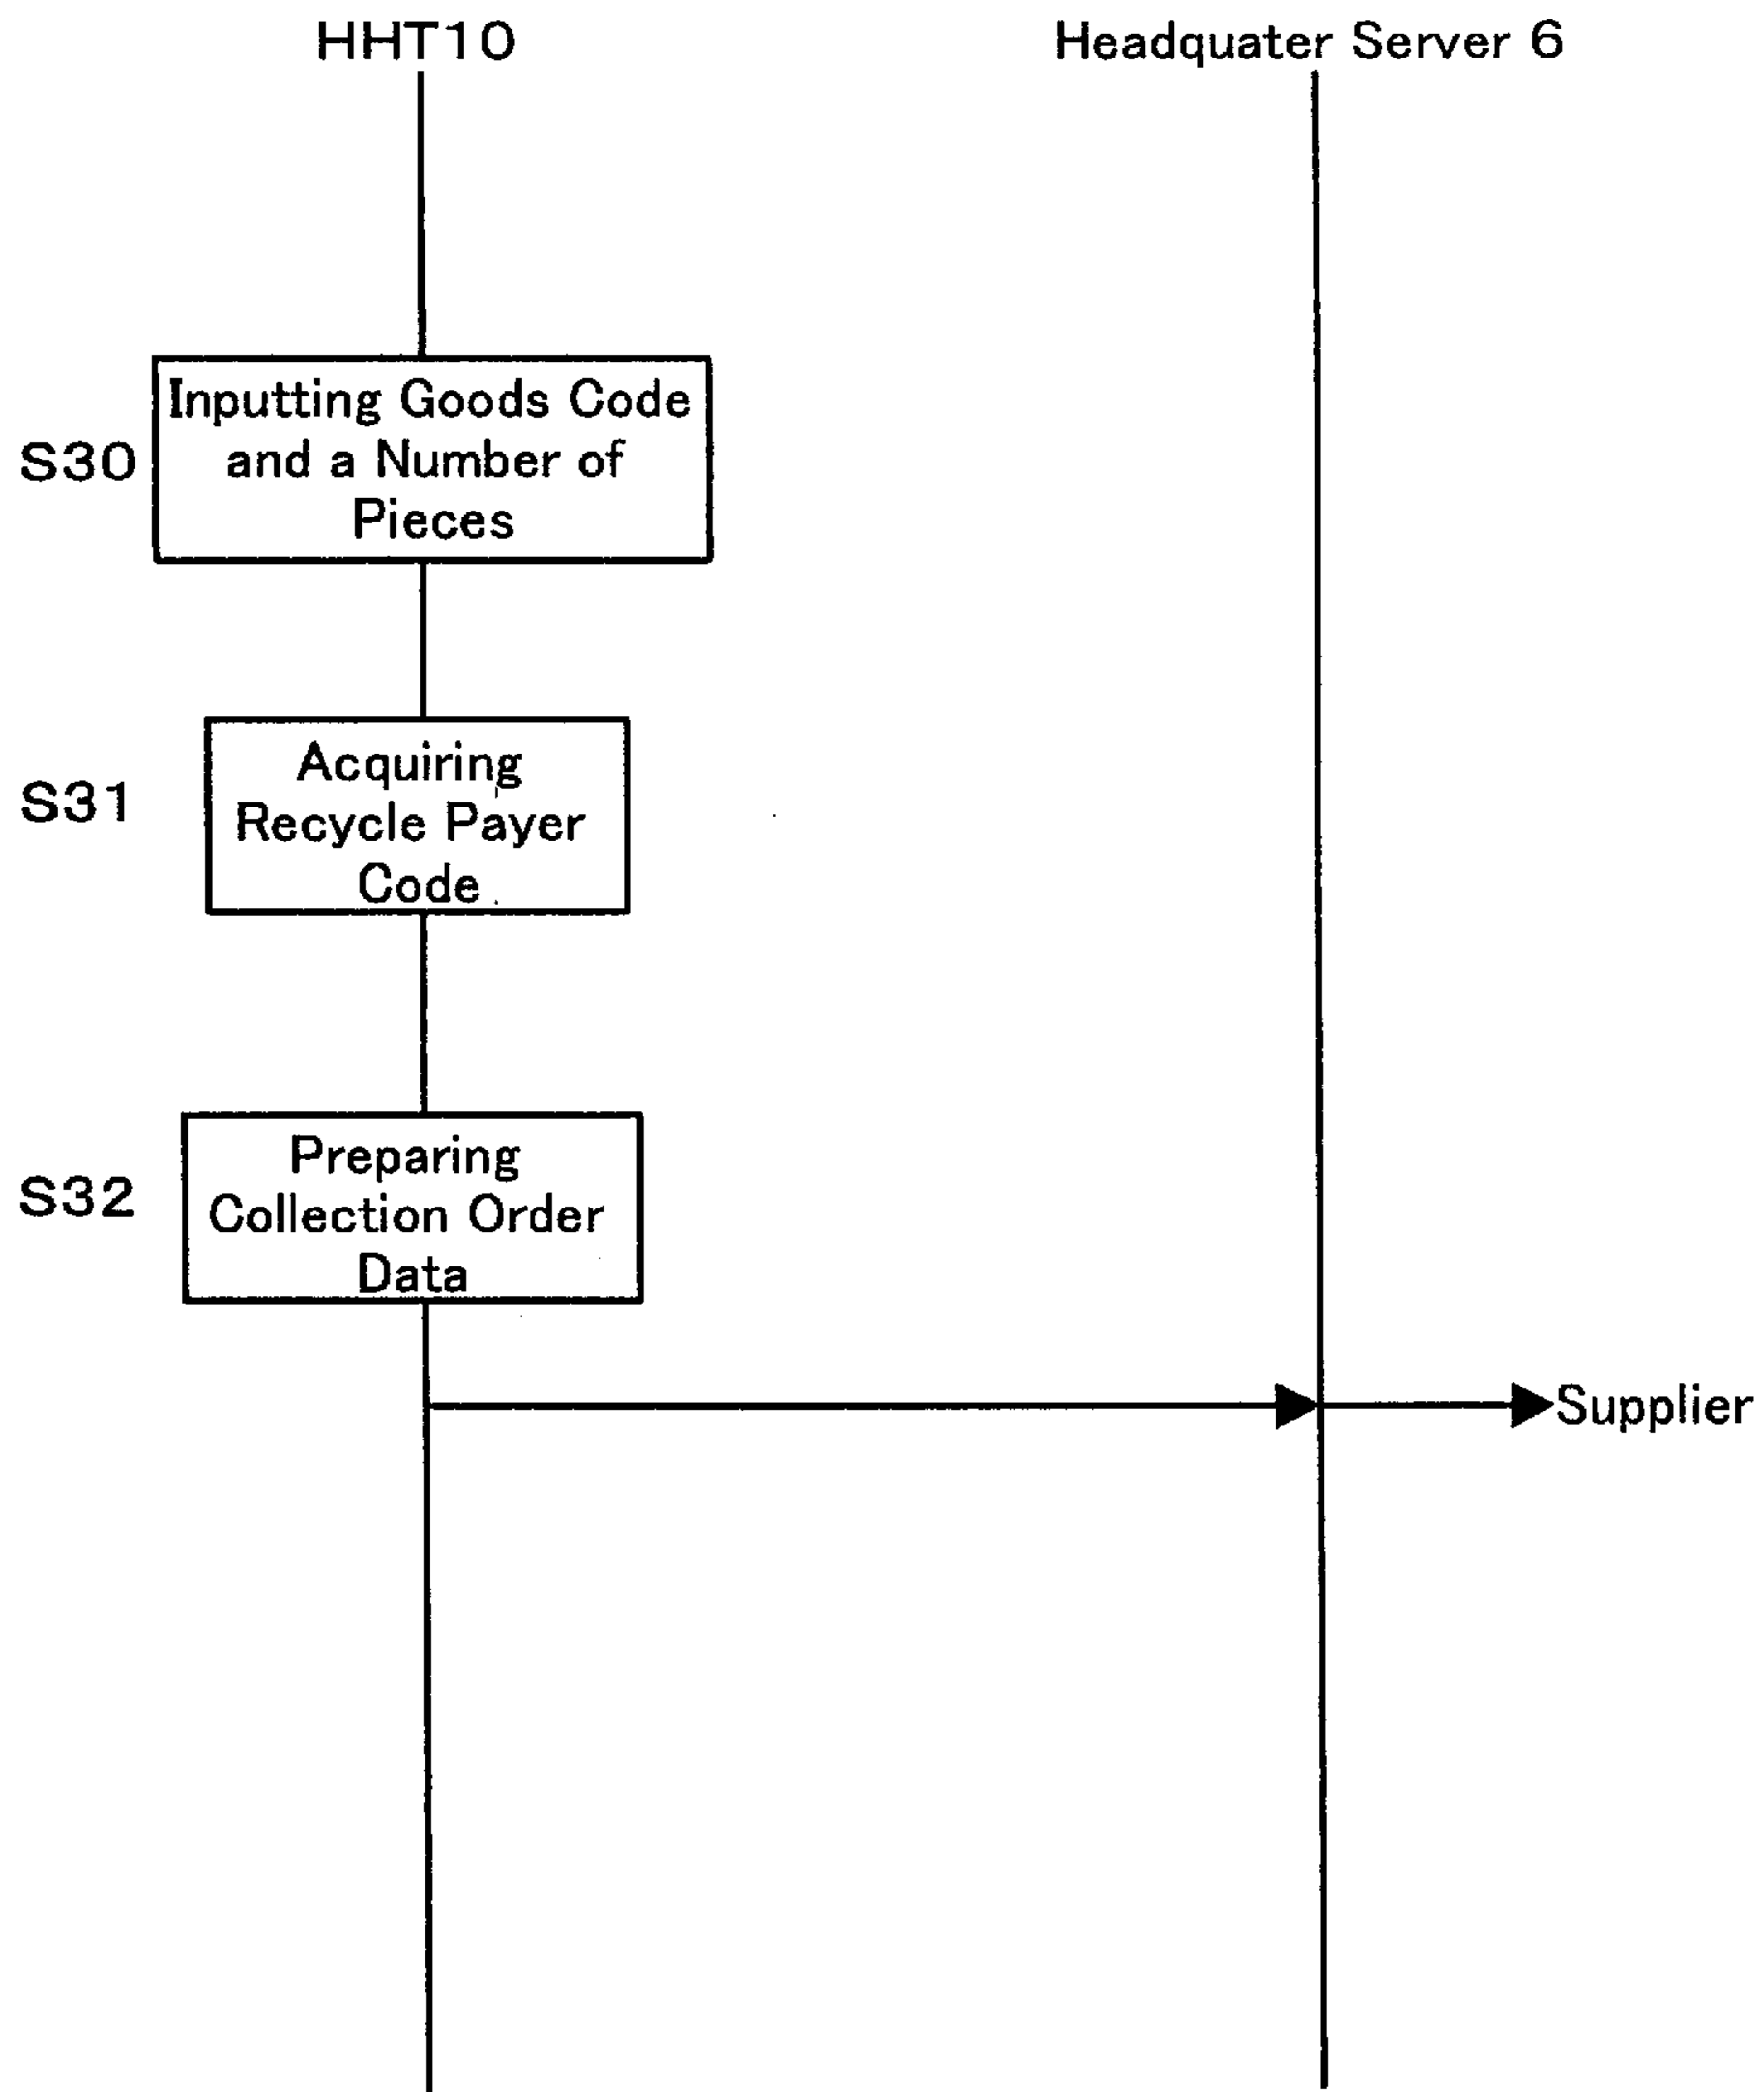 HHT10
Headquater Server 6
S30
Inputting Goods Code
and a Number of
Pieces
S31
Acquiring
Recycle Payer
Code
S32
Preparing
Collection Order
Data
Supplier